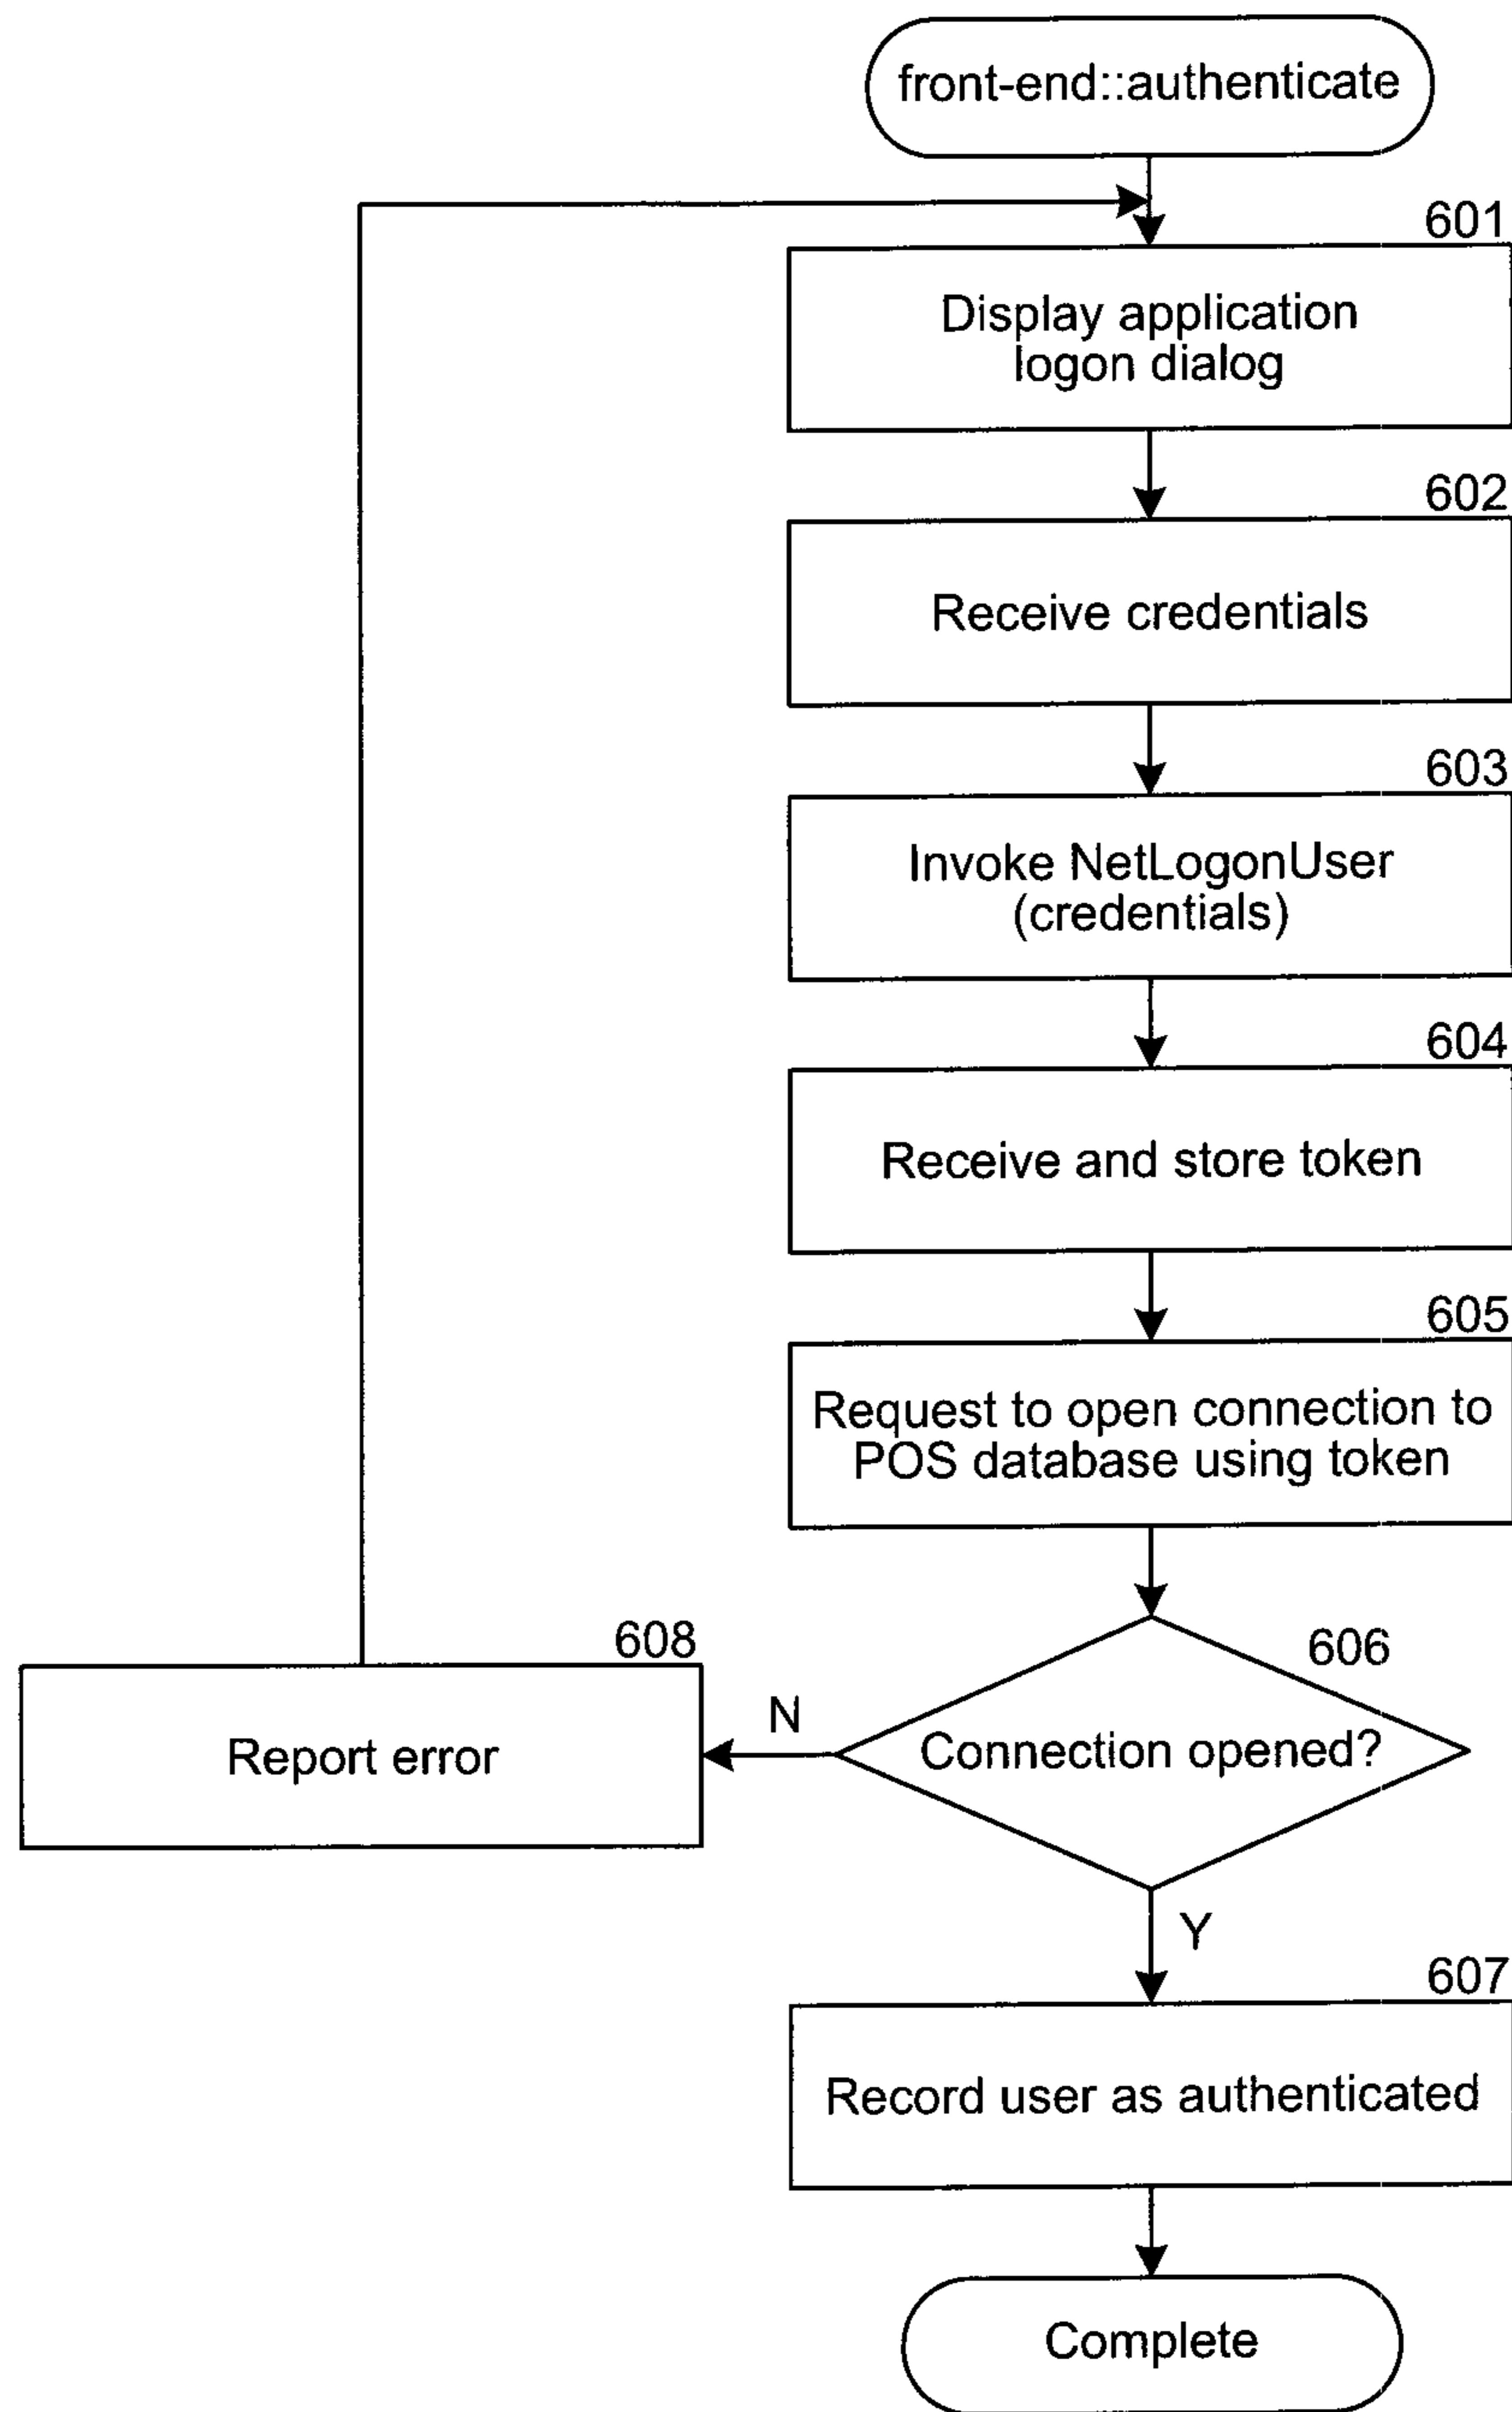 front-end::authenticate
601
Display application
logon dialog
602
Receive credentials
603
Invoke NetLogonUser
(credentials)
604
Receive and store token
605
Request to open connection to
POS database using token
606
Connection opened?
N
608
Report error
Y
607
Record user as authenticated
Complete